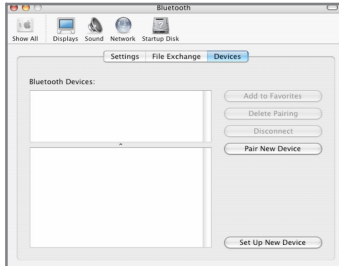 Bluetooth
Show All Displays Sound Network Startup Disk
Settings File Exchange Devices
Bluetooth Devices:
Add to Favorites
Delete Pairing
Disconnect
Pair New Device
Set Up New Device